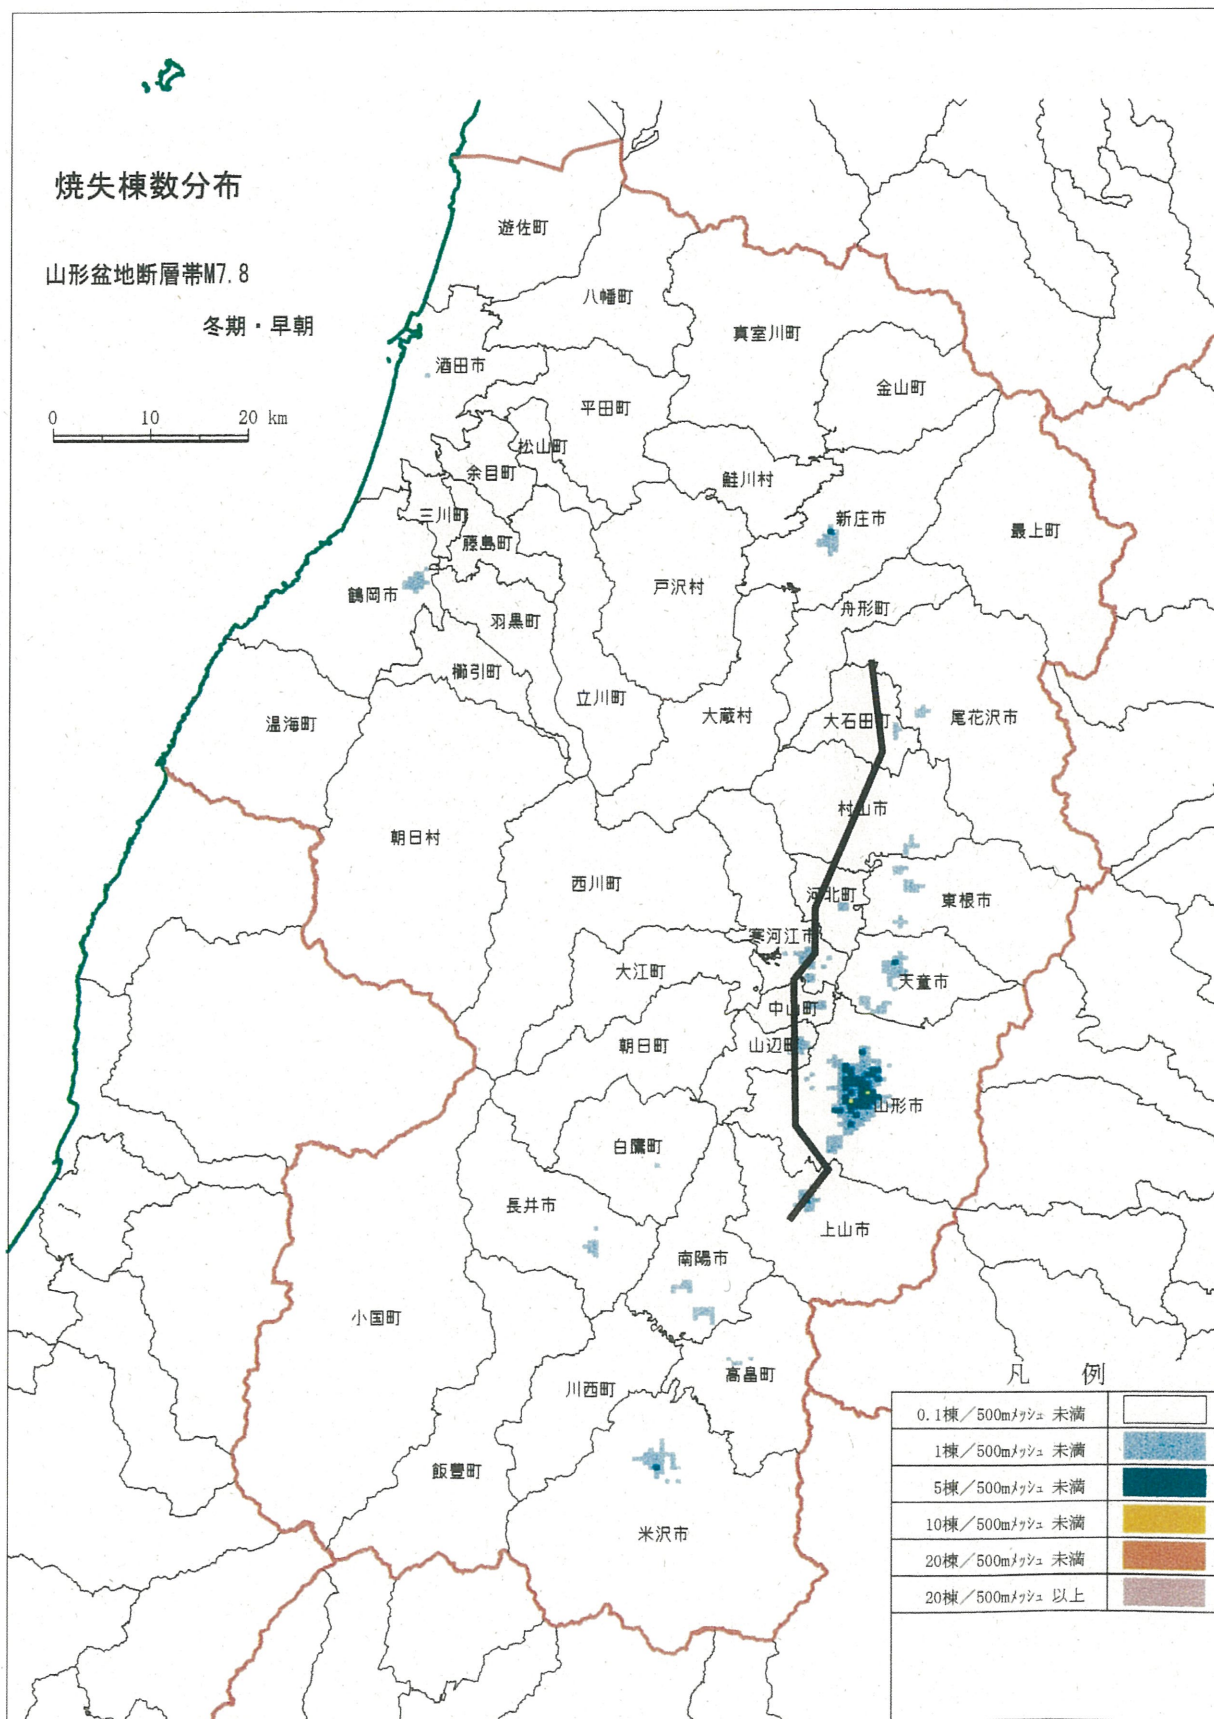 焼失棟数分布
山形盆地断層帯M7.8
冬期・早朝
0 10 20 km
遊佐町
八幡町
真室川町
酒田市
金山町
平田町
松山町
余目町
鮭川村
三川町
新庄市
最上町
藤島町
戸沢村
鶴岡市
舟形町
羽黒町
櫛引町
立川町
大蔵村
大石田町
尾花沢市
温海町
村山市
朝日村
西川町
河北町
東根市
寒河江市
大江町
天童市
中山町
朝日町
山辺町
山形市
白鷹町
長井市
上山市
南陽市
小国町
高畠町
川西町
飯豊町
米沢市
凡 例
0.1棟／500mメッシュ 未満
1棟／500mメッシュ 未満
5棟／500mメッシュ 未満
10棟／500mメッシュ 未満
20棟／500mメッシュ 未満
20棟／500mメッシュ 以上